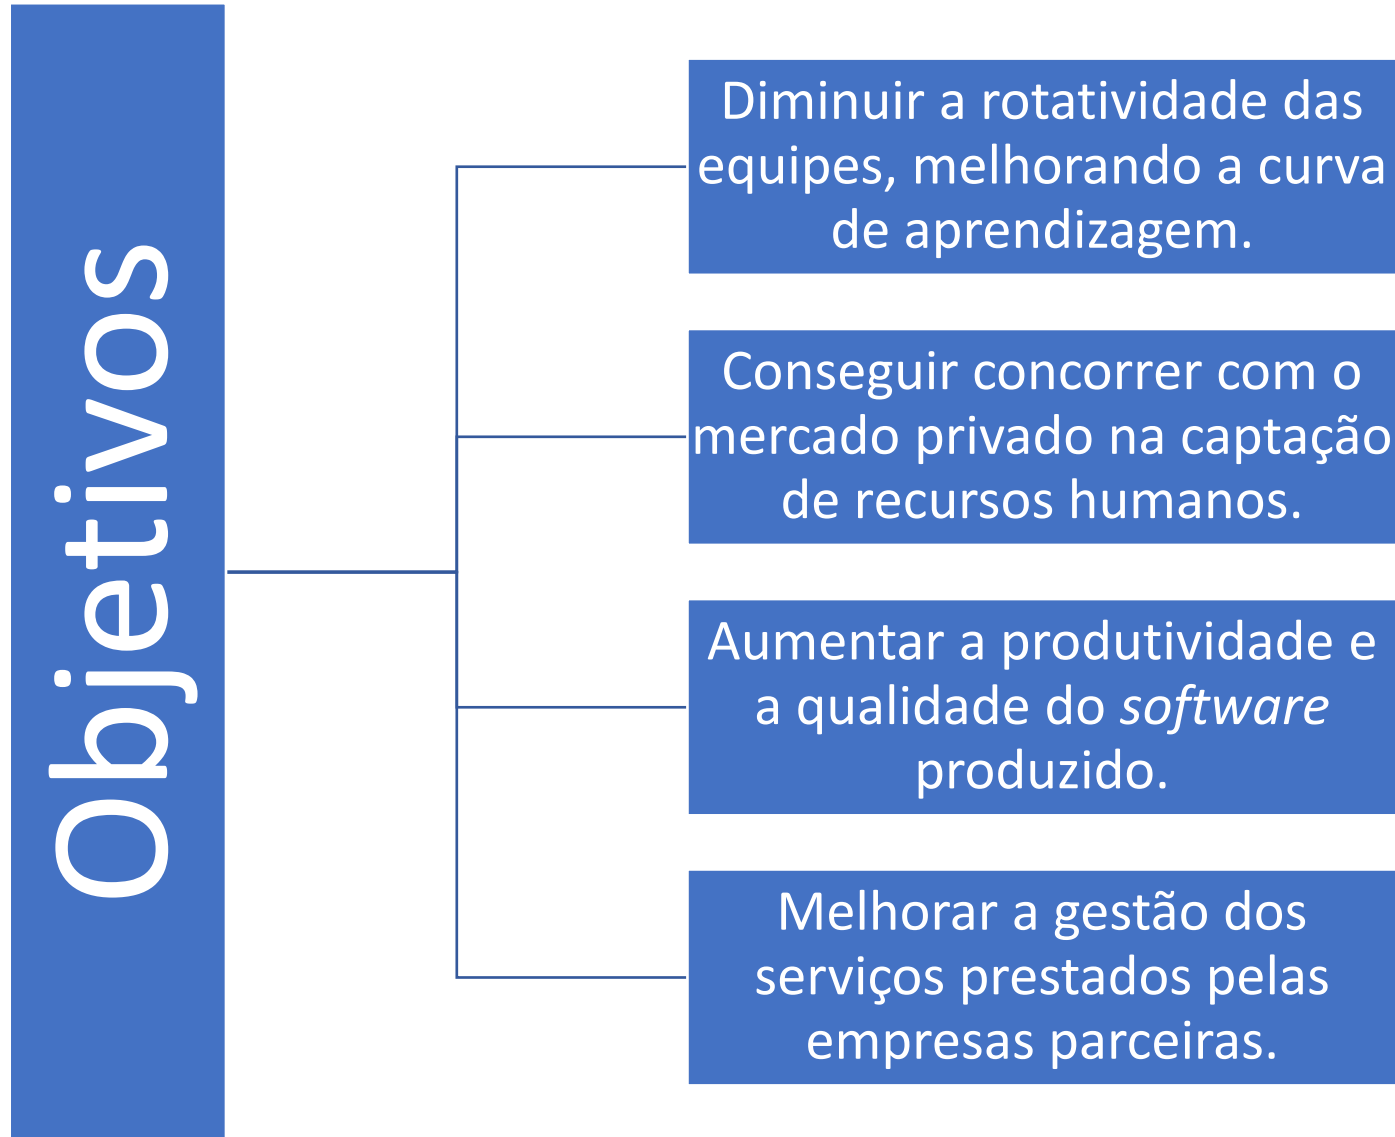 Objetivos
Diminuir a rotatividade das
equipes, melhorando a curva
de aprendizagem.
Conseguir concorrer com o
mercado privado na captação
de recursos humanos.
Aumentar a produtividade e
a qualidade do software
produzido.
Melhorar a gestão dos
serviços prestados pelas
empresas parceiras.